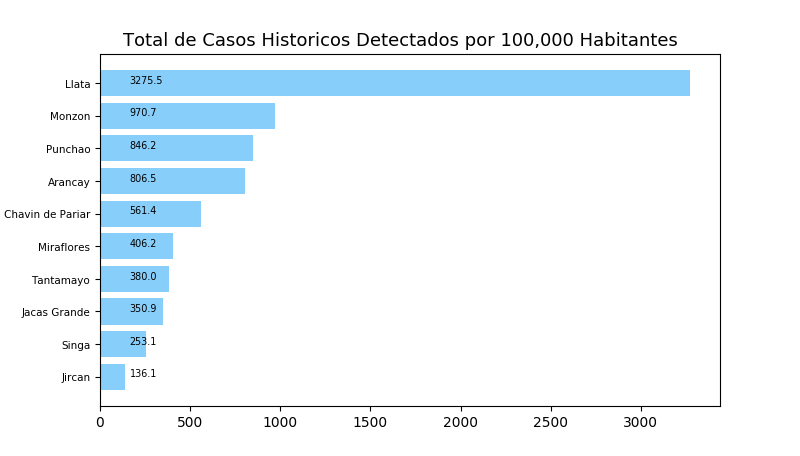 Total de Casos Historicos Detectados por 100,000 Habitantes
Llata 3275.5
Monzon 970.7
Punchao 846.2
Arancay 806.5
Chavin de Pariar 561.4
Miraflores 406.2
Tantamayo 380.0
Jacas Grande 350.9
Singa 253.1
Jircan 136.1
0 500 1000 1500 2000 2500 3000